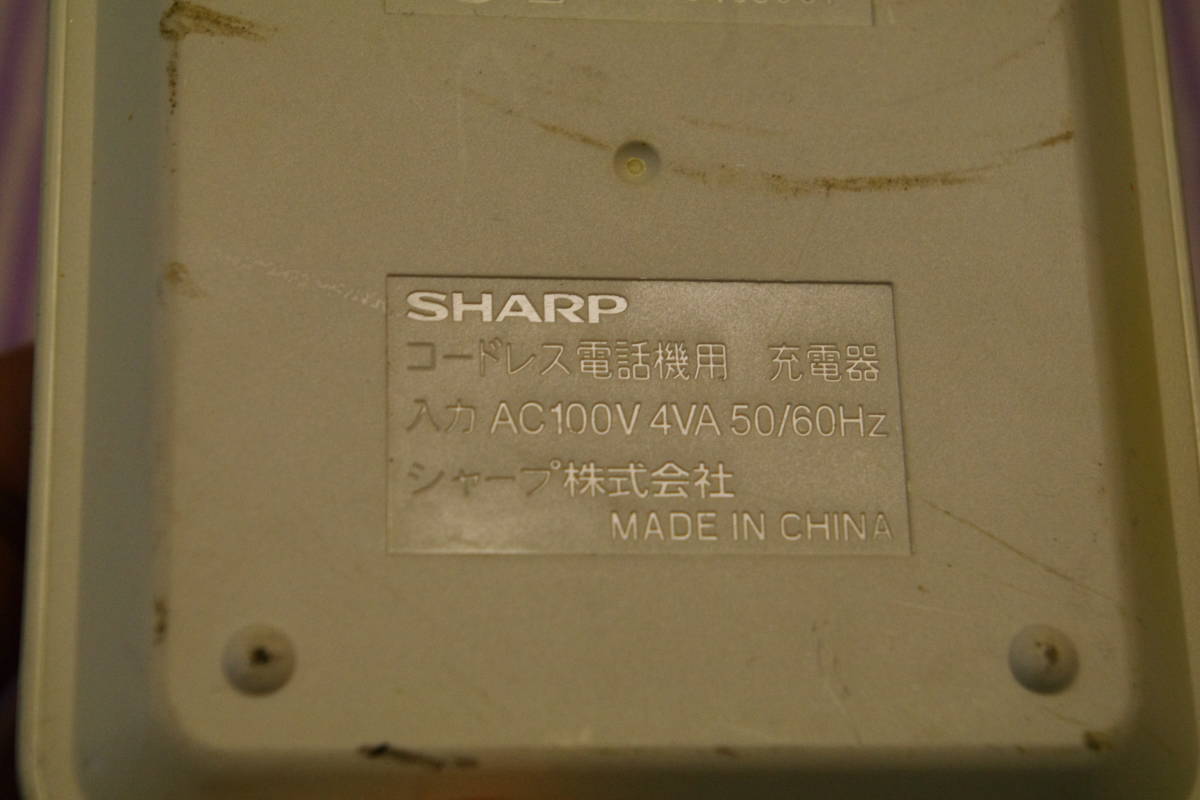 SHARP
コードレス電話機用 充電器
入力 AC100V 4VA 50/60Hz
シャープ株式会社
MADE IN CHINA